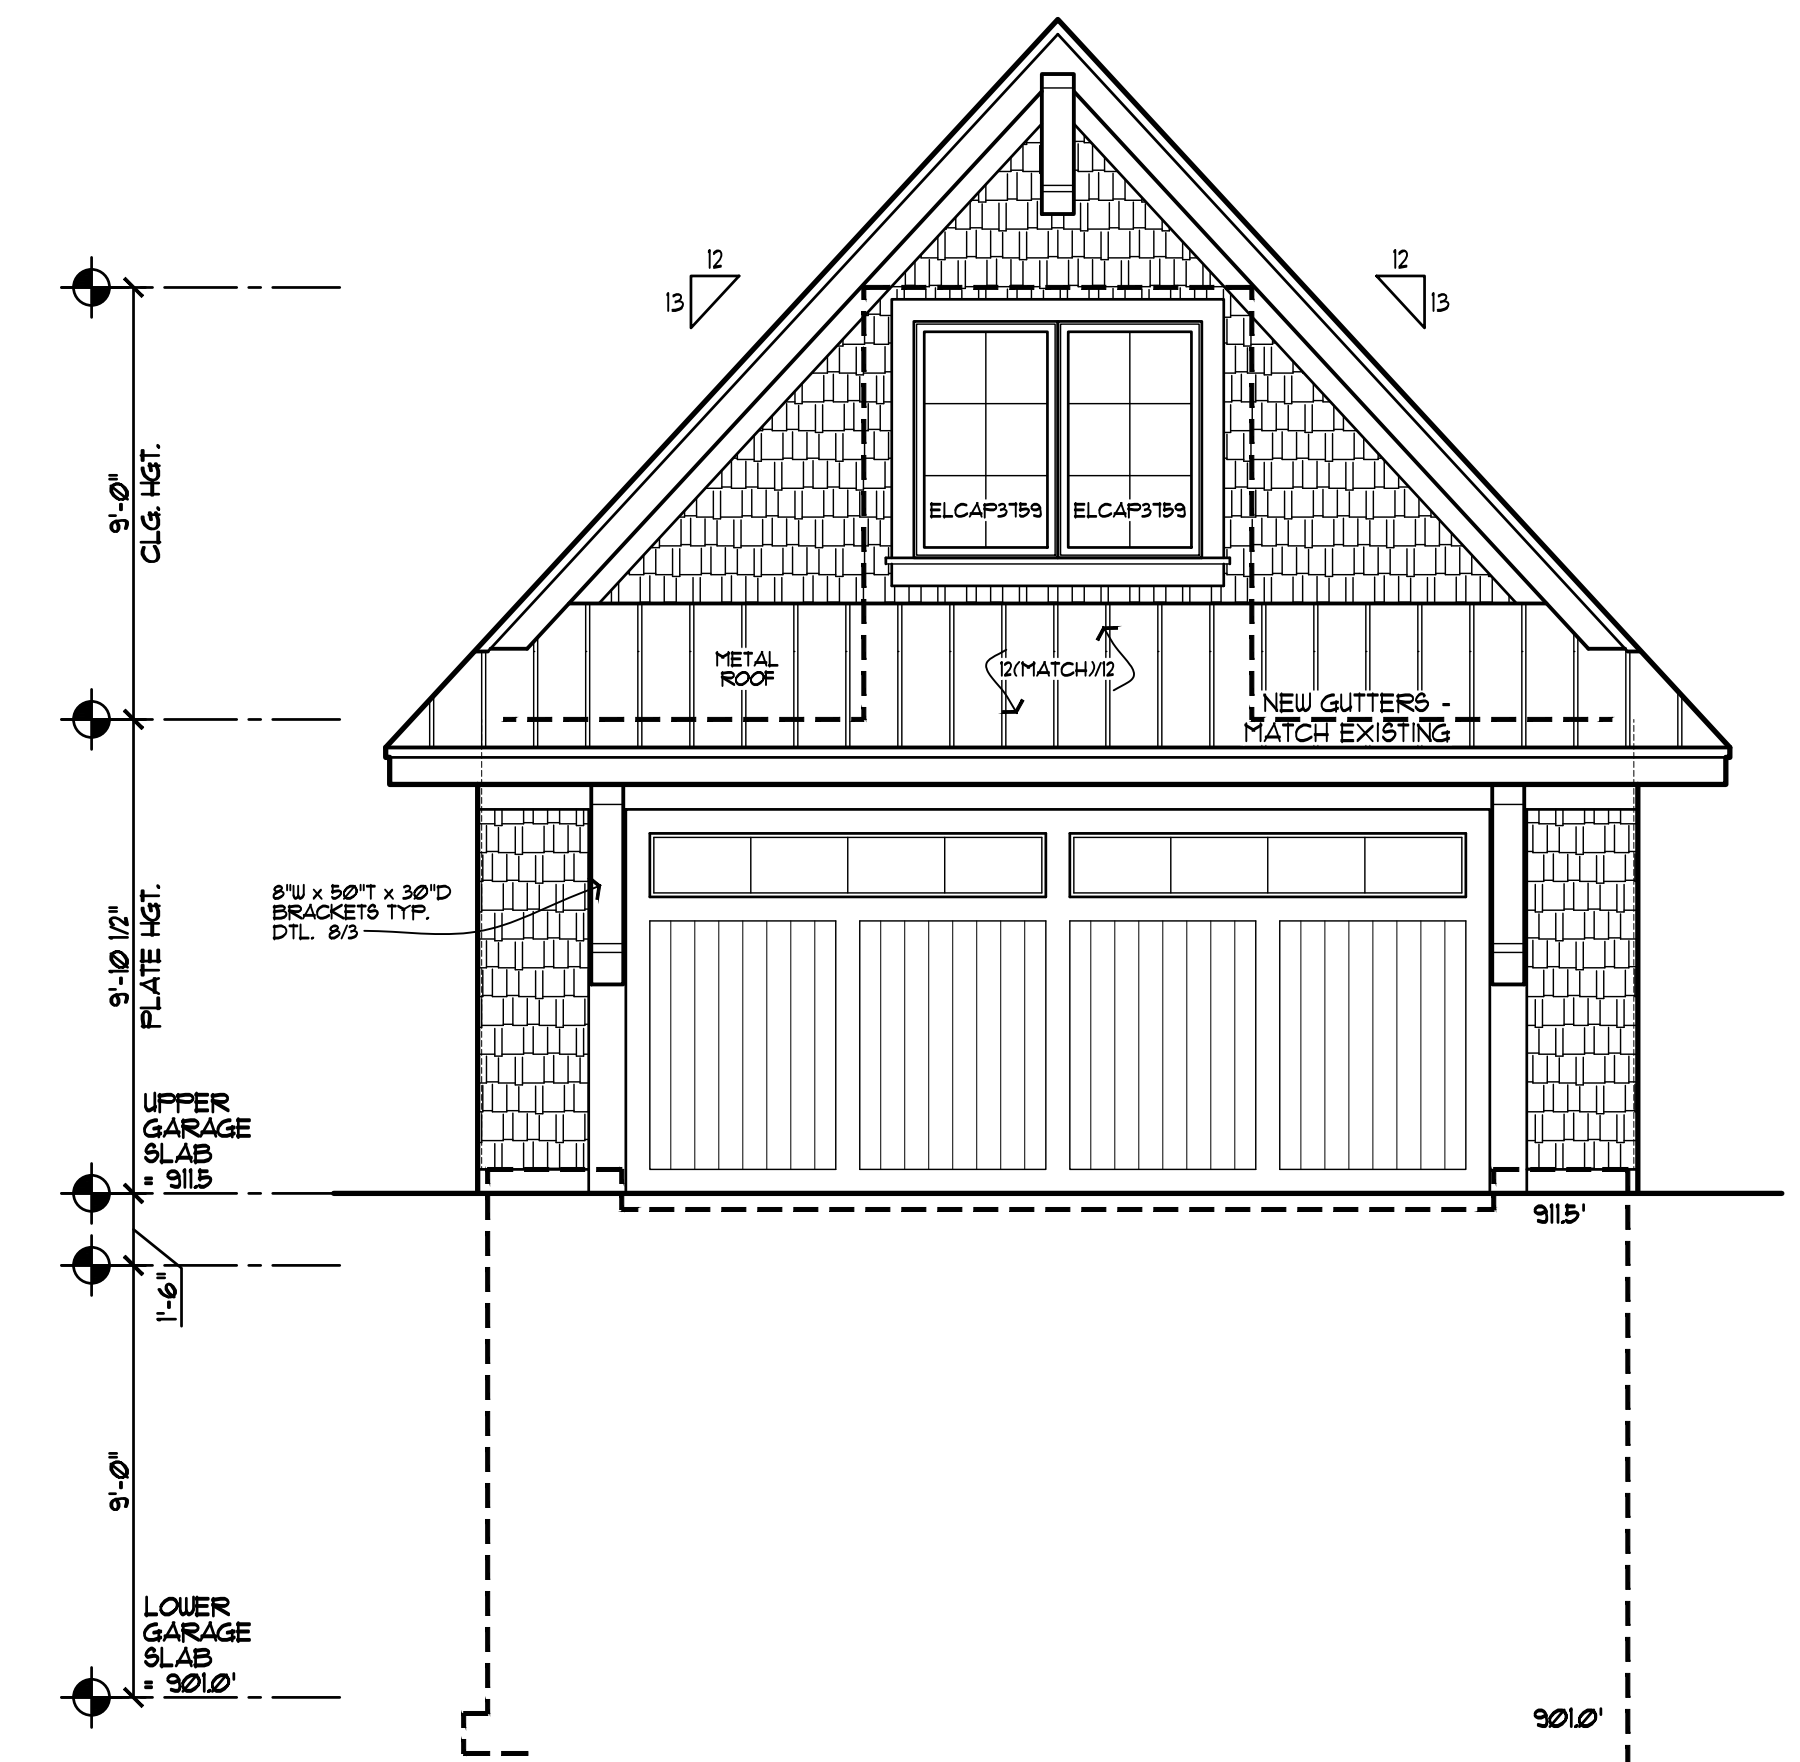 12
13
12
13
9'-0"
CLG. HGT.
ELCAP3759
ELCAP3759
METAL
ROOF
12(MATCH)/12
NEW GUTTERS -
MATCH EXISTING
8"W x 50"T x 30"D
BRACKETS TYP.
DTL. 8/3
9'-10 1/2"
PLATE HGT.
UPPER
GARAGE
SLAB
= 911.5
911.5'
1'-6"
9'-0"
LOWER
GARAGE
SLAB
= 901.0'
901.0'